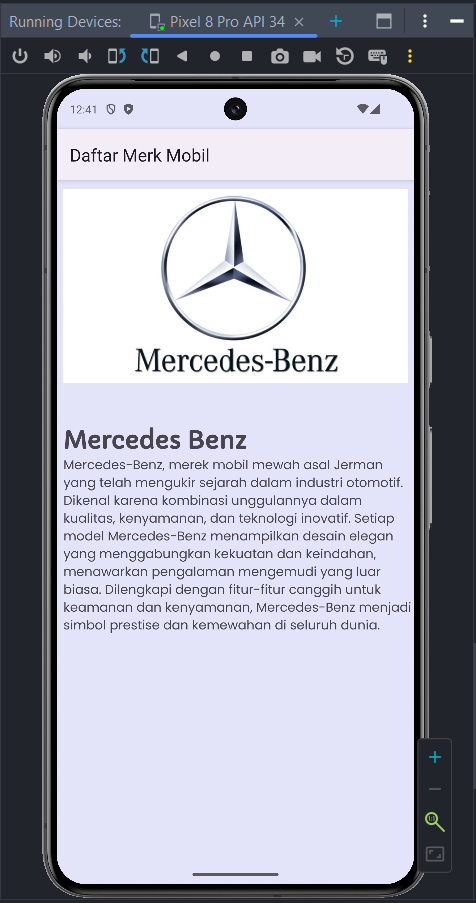 Running Devices:
Pixel 8 Pro API 34
12:41
Daftar Merk Mobil
Mercedes-Benz
Mercedes Benz
Mercedes-Benz, merek mobil mewah asal Jerman
yang telah mengukir sejarah dalam industri otomotif.
Dikenal karena kombinasi unggulannya dalam
kualitas, kenyamanan, dan teknologi inovatif. Setiap
model Mercedes-Benz menampilkan desain elegan
yang menggabungkan kekuatan dan keindahan,
menawarkan pengalaman mengemudi yang luar
biasa. Dilengkapi dengan fitur-fitur canggih untuk
keamanan dan kenyamanan, Mercedes-Benz menjadi
simbol prestise dan kemewahan di seluruh dunia.
1:1